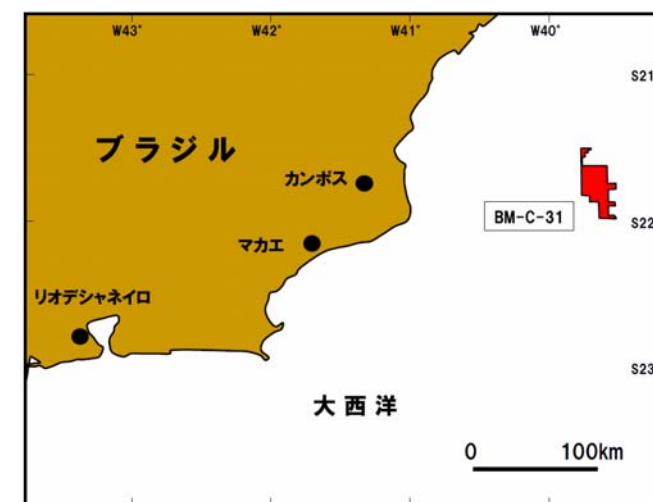 W43° W42° W41° W40°
S21
ブラジル
カンポス
BM-C-31
S22
マカエ
リオデジャネイロ
S23
大西洋
0 100km